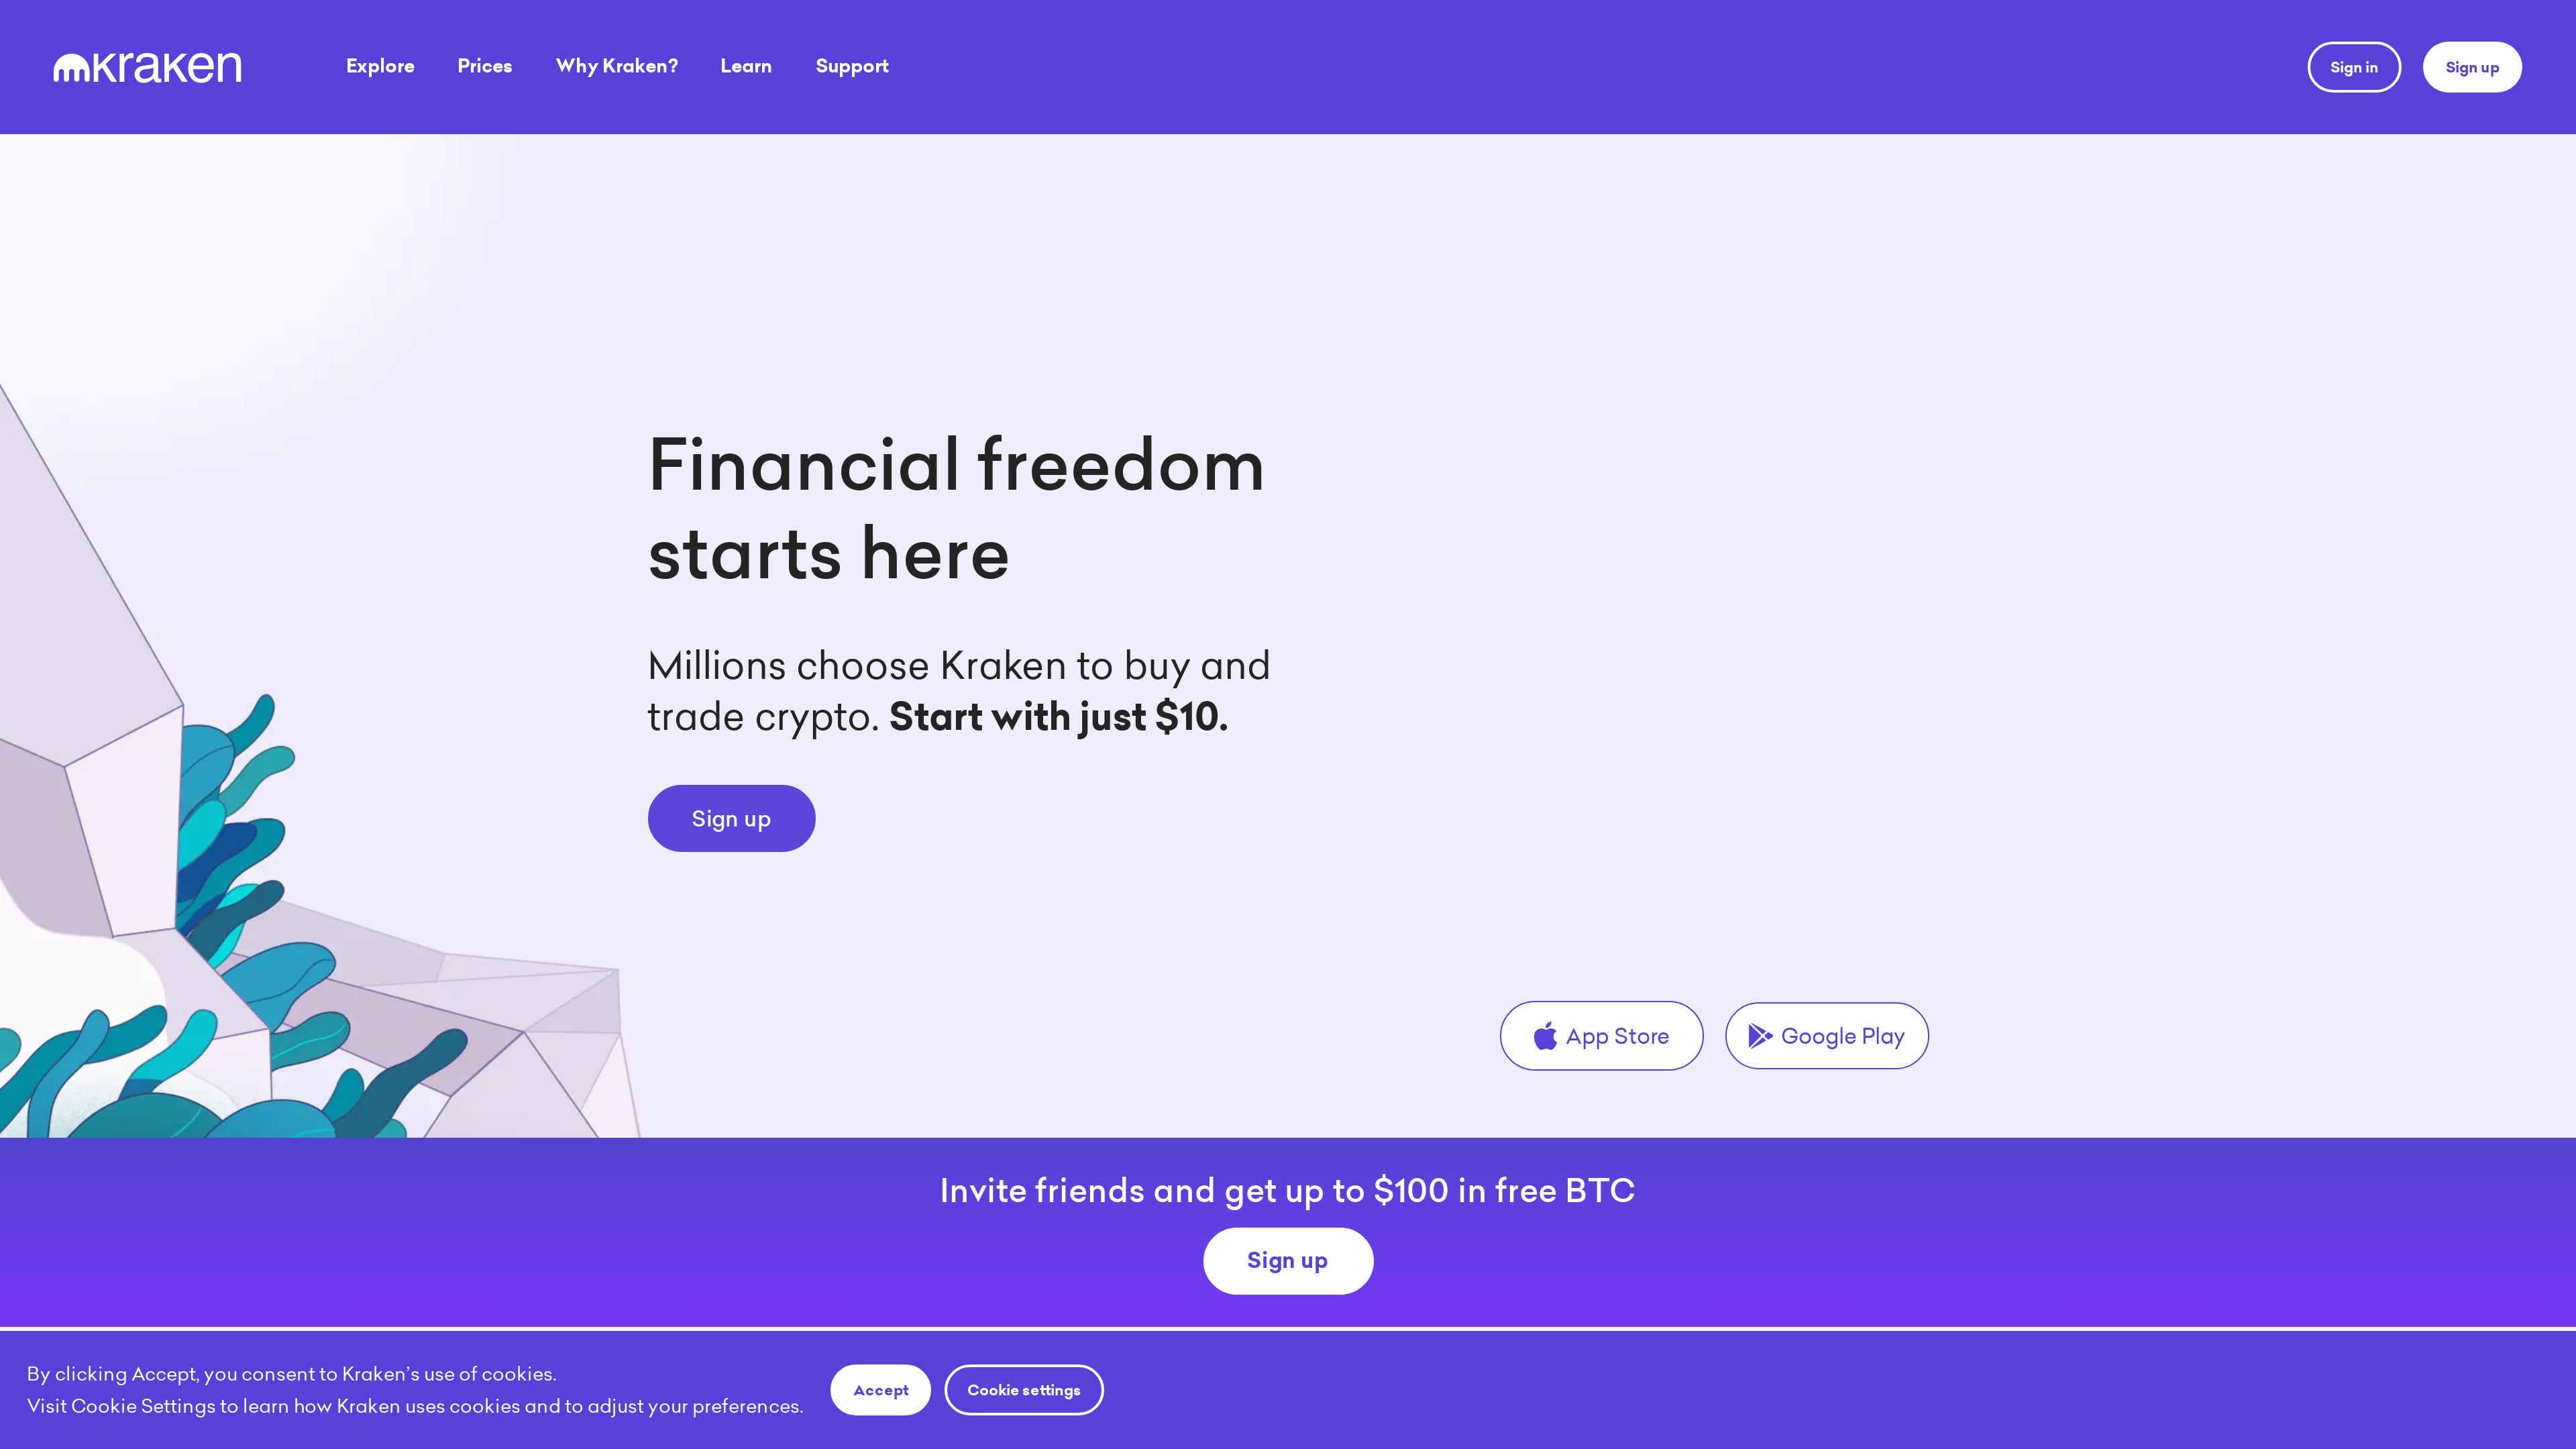 kraken
Explore
Prices
Why Kraken?
Learn
Support
Sign in
Sign up
Financial freedom
starts here
Millions choose Kraken to buy and
trade crypto. Start with just $10.
Sign up
App Store
Google Play
Invite friends and get up to $100 in free BTC
Sign up
By clicking Accept, you consent to Kraken’s use of cookies.
Visit Cookie Settings to learn how Kraken uses cookies and to adjust your preferences.
Accept
Cookie settings